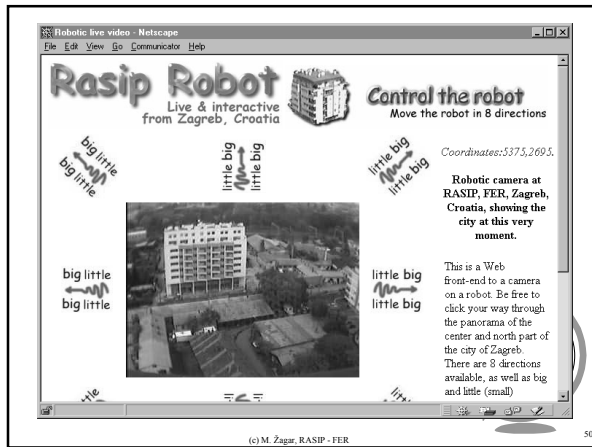 Robotic live video - Netscape
File Edit View Go Communicator Help
Rasip Robot
Live & interactive
from Zagreb, Croatia
Control the robot
Move the robot in 8 directions
big little
big little
little big
little big
little big
little big
Coordinates:5375,2695.
Robotic camera at
RASIP, FER, Zagreb,
Croatia, showing the
city at this very
moment.
big little
big little
little big
little big
This is a Web
front-end to a camera
on a robot. Be free to
click your way through
the panorama of the
center and north part of
the city of Zagreb.
There are 8 directions
available, as well as big
and little (small)
(c) M. Žagar, RASIP - FER
50